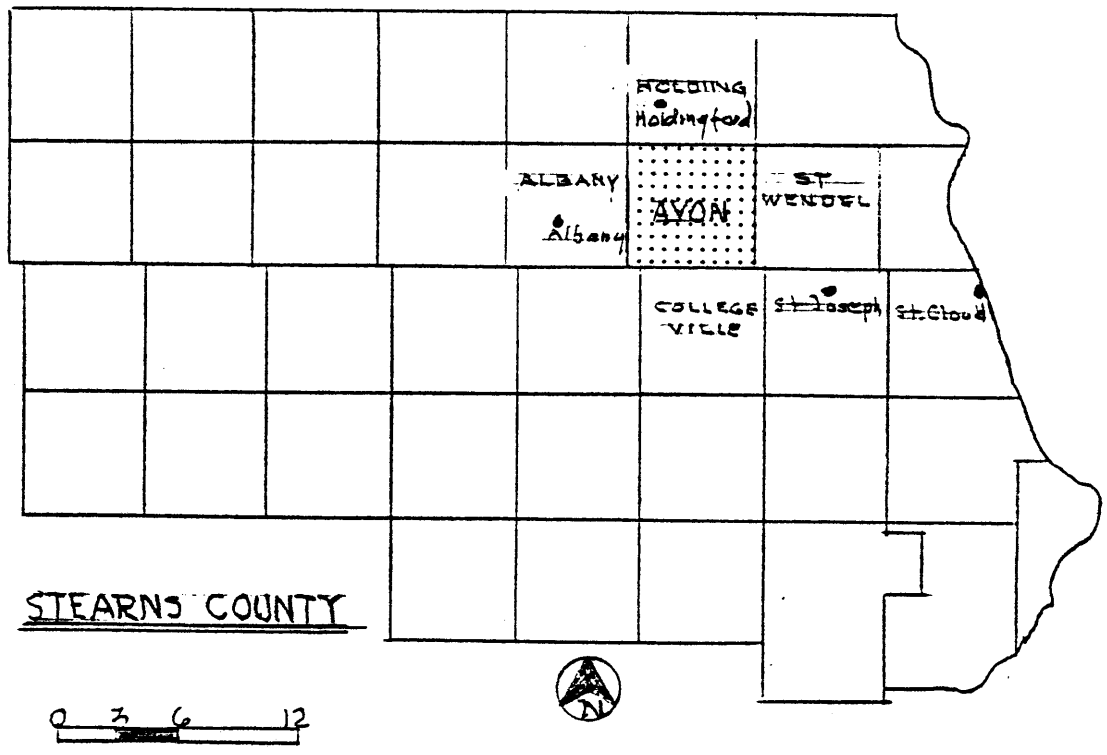 HOLDING
Holdingford
ALBANY
Albany
AVON
ST
WENDEL
COLLEGE
VILLE
St. Joseph
St. Cloud
STEARNS COUNTY
N
0 3 6 12